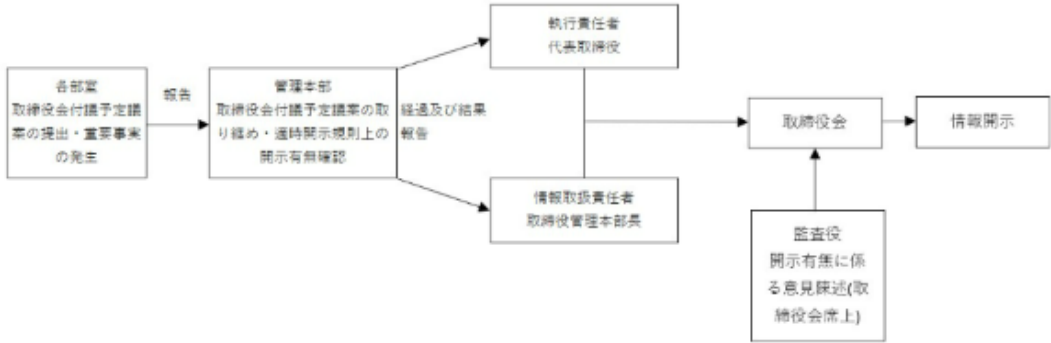 各部室
取締役会付議予定議
案の提出・重要事実
の発生
報告
管理本部
取締役会付議予定議案の取
り纏め・適時開示規則上の
開示有無確認
経過及び結果
報告
執行責任者
代表取締役
情報取扱責任者
取締役管理本部長
取締役会
情報開示
監査役
開示有無に係
る意見陳述(取
締役会席上)